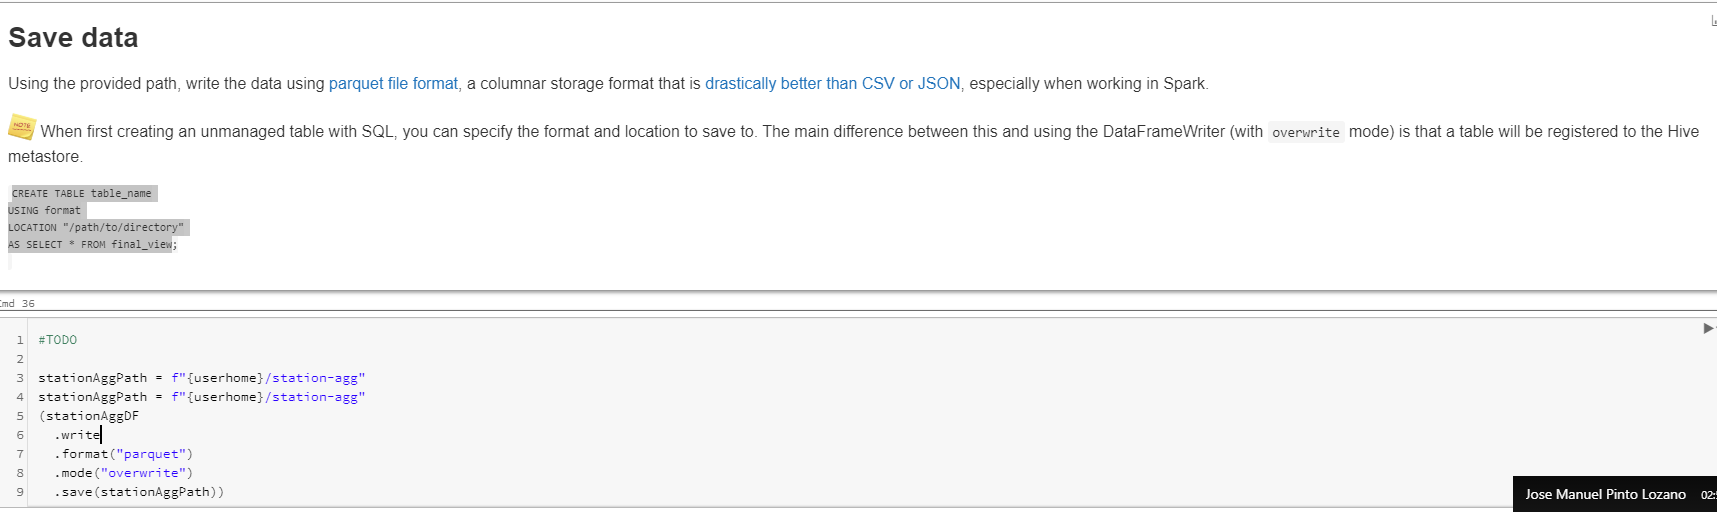 Save data
Using the provided path, write the data using parquet file format, a columnar storage format that is drastically better than CSV or JSON, especially when working in Spark.
NOTE When first creating an unmanaged table with SQL, you can specify the format and location to save to. The main difference between this and using the DataFrameWriter (with overwrite mode) is that a table will be registered to the Hive
metastore.
CREATE TABLE table_name
USING format
LOCATION "/path/to/directory"
AS SELECT * FROM final_view;
Cmd 36
1 #TODO
2
3 stationAggPath = f"{userhome}/station-agg"
4 stationAggPath = f"{userhome}/station-agg"
5 (stationAggDF
6 .write
7 .format("parquet")
8 .mode("overwrite")
9 .save(stationAggPath))
Jose Manuel Pinto Lozano 02: